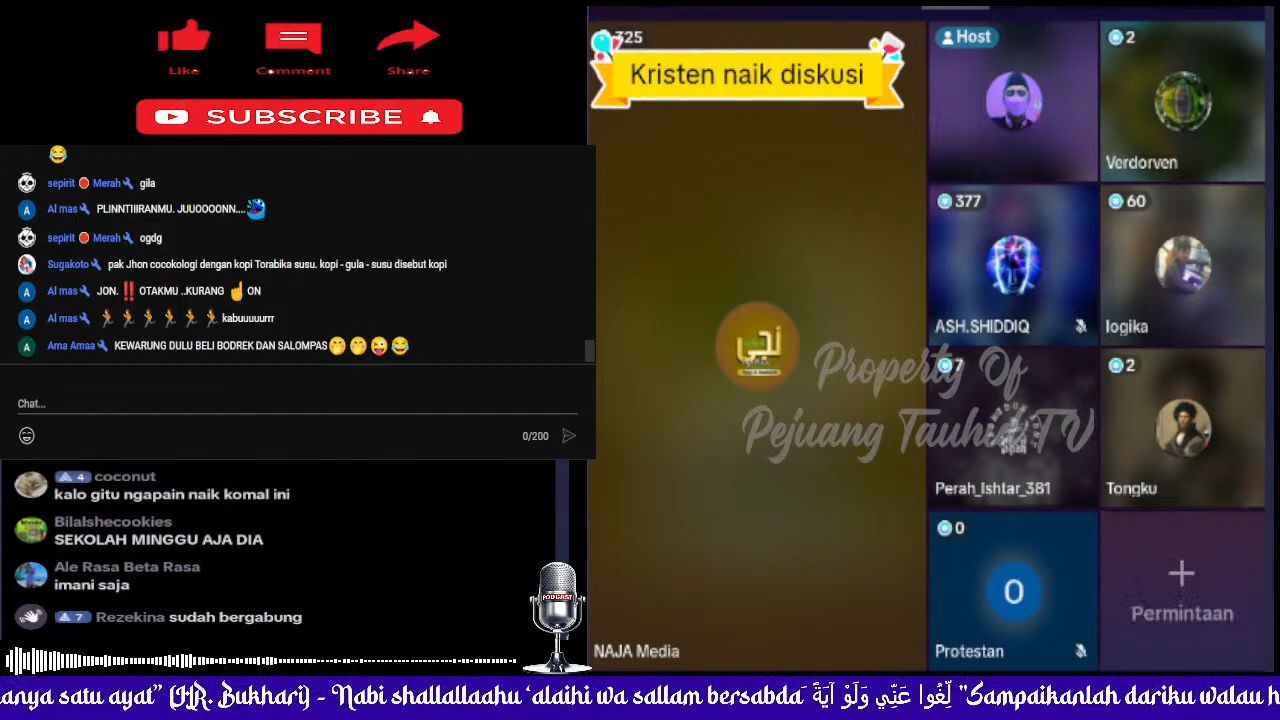 Like
Comment
Share
SUBSCRIBE
sepirit Merah gila
Al mas PLINNTIIIRANMU. JUUOOOONN....
sepirit Merah ogdg
Sugakoto pak Jhon cocokologi dengan kopi Torabika susu. kopi - gula - susu disebut kopi
Al mas JON. ‼️ OTAKMU ..KURANG ☝️ ON
Al mas kabuuuuurrr
Ama Amaa KEWARUNG DULU BELI BODREK DAN SALOMPAS
Chat...
0/200
4 coconut
kalo gitu ngapain naik komal ini
Bilalshecookies
SEKOLAH MINGGU AJA DIA
Ale Rasa Beta Rasa
imani saja
7 Rezekina sudah bergabung
PODCAST
325
Kristen naik diskusi
نجي
NAJA Media
Host
2
Verdorven
377
ASH.SHIDDIQ
60
logika
7
Perah_Ishtar_381
2
Tongku
0
O
Protestan
+
Permintaan
Property Of
Pejuang Tauhid TV
anya satu ayat" (HR. Bukhari) - Nabi shallallaahu 'alaihi wa sallam bersabda لِّغُوا عَنِّي وَلَوْ آيَةً "Sampaikanlah dariku walau h